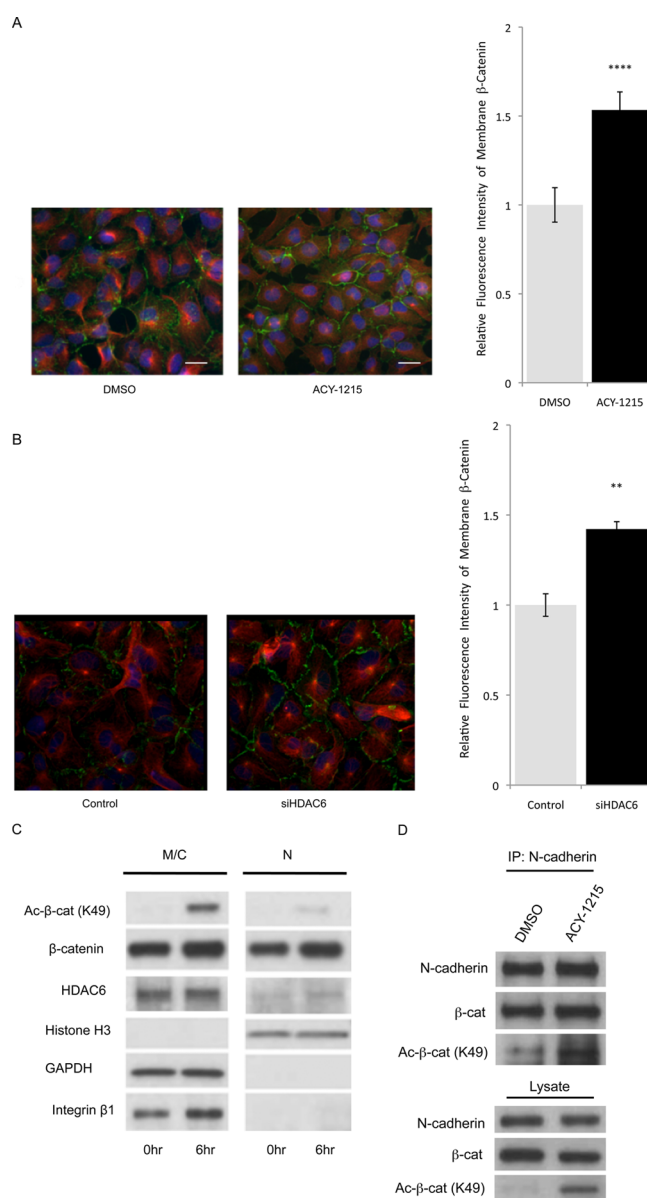 A
Relative Fluorescence Intensity of Membrane β-Catenin
2
1.5
1
0.5
0
****
DMSO
ACY-1215
DMSO
ACY-1215
B
Relative Fluorescence Intensity of Membrane β-Catenin
2
1.5
1
0.5
0
**
Control
siHDAC6
Control
siHDAC6
C
M/C
N
Ac-β-cat (K49)
β-catenin
HDAC6
Histone H3
GAPDH
Integrin β1
0hr
6hr
0hr
6hr
D
IP: N-cadherin
DMSO
ACY-1215
N-cadherin
β-cat
Ac-β-cat (K49)
Lysate
N-cadherin
β-cat
Ac-β-cat (K49)